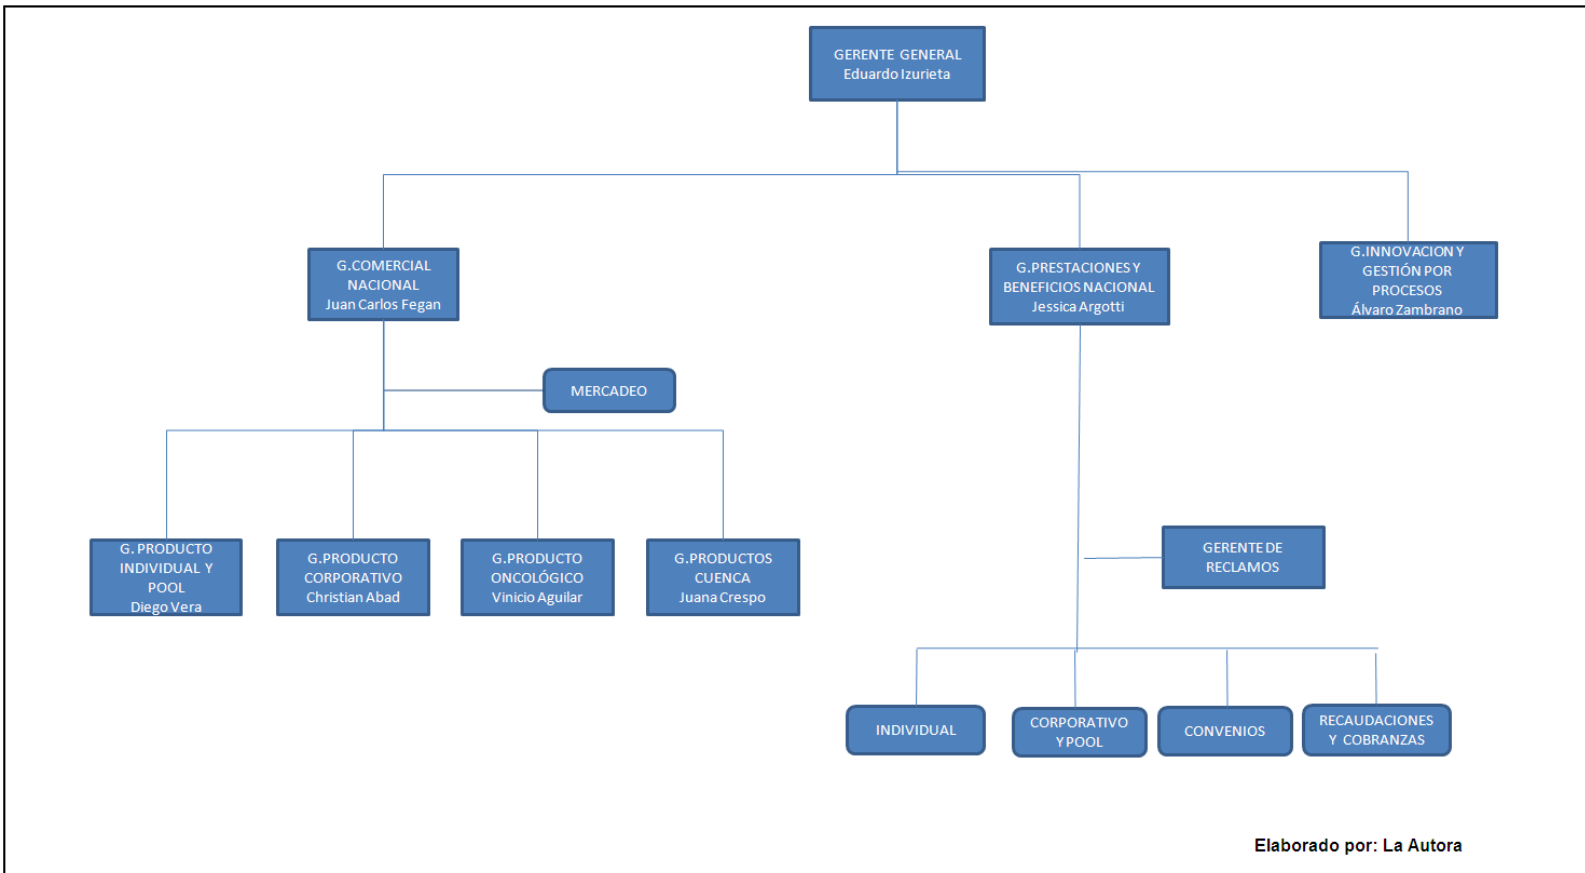 GERENTE GENERAL
Eduardo Izurieta
G.COMERCIAL
NACIONAL
Juan Carlos Fegan
G.PRESTACIONES Y
BENEFICIOS NACIONAL
Jessica Argotti
G.INNOVACION Y
GESTIÓN POR
PROCESOS
Álvaro Zambrano
MERCADEO
G. PRODUCTO
INDIVIDUAL Y
POOL
Diego Vera
G.PRODUCTO
CORPORATIVO
Christian Abad
G.PRODUCTO
ONCOLÓGICO
Vinicio Aguilar
G.PRODUCTOS
CUENCA
Juana Crespo
GERENTE DE
RECLAMOS
INDIVIDUAL
CORPORATIVO
Y POOL
CONVENIOS
RECAUDACIONES
Y COBRANZAS
Elaborado por: La Autora